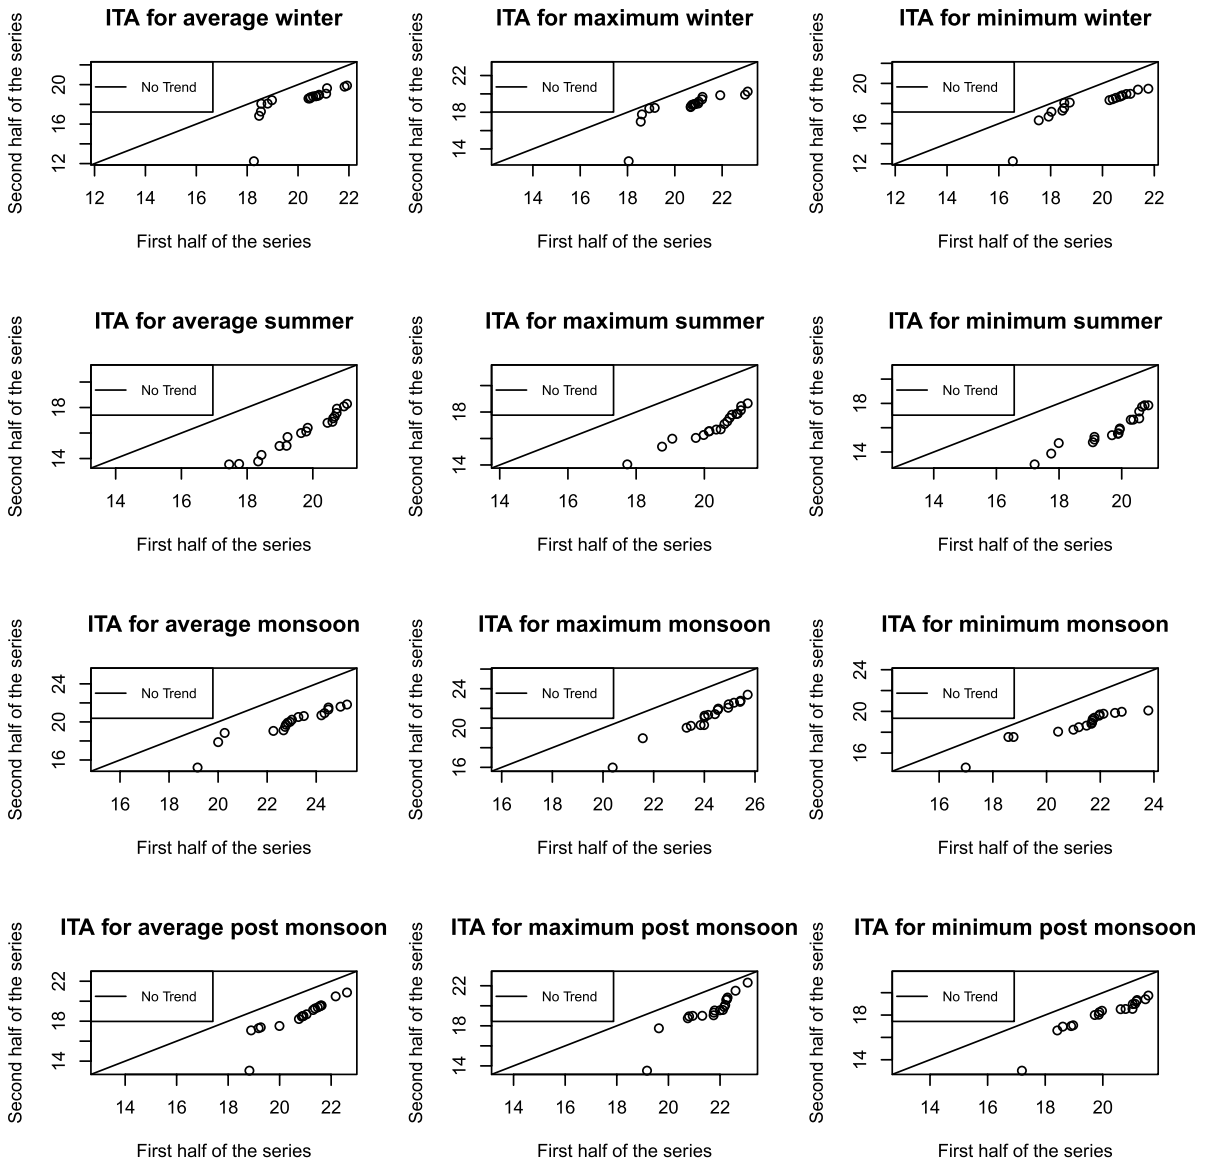 ITA for average winter
Second half of the series
20
16
12
No Trend
12 14 16 18 20 22
First half of the series
ITA for maximum winter
Second half of the series
22
18
14
No Trend
14 16 18 20 22
First half of the series
ITA for minimum winter
Second half of the series
20
16
12
No Trend
12 14 16 18 20 22
First half of the series
ITA for average summer
Second half of the series
18
14
No Trend
14 16 18 20
First half of the series
ITA for maximum summer
Second half of the series
18
14
No Trend
14 16 18 20
First half of the series
ITA for minimum summer
Second half of the series
18
14
No Trend
14 16 18 20
First half of the series
ITA for average monsoon
Second half of the series
24
20
16
No Trend
16 18 20 22 24
First half of the series
ITA for maximum monsoon
Second half of the series
24
20
16
No Trend
16 18 20 22 24 26
First half of the series
ITA for minimum monsoon
Second half of the series
24
20
16
No Trend
16 18 20 22 24
First half of the series
ITA for average post monsoon
Second half of the series
22
18
14
No Trend
14 16 18 20 22
First half of the series
ITA for maximum post monsoon
Second half of the series
22
18
14
No Trend
14 16 18 20 22
First half of the series
ITA for minimum post monsoon
Second half of the series
18
14
No Trend
14 16 18 20
First half of the series